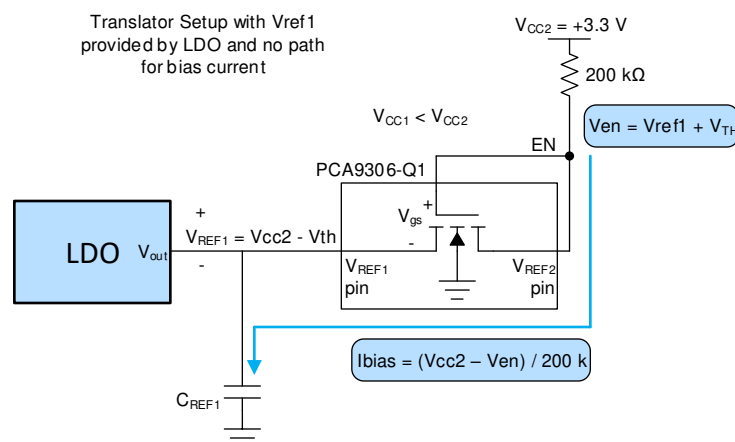 Translator Setup with Vref1
provided by LDO and no path
for bias current
VCC2 = +3.3 V
200 kΩ
VCC1 < VCC2
Ven = Vref1 + VTH
EN
PCA9306-Q1
Vgs
+
-
LDO
Vout
+
VREF1 = Vcc2 - Vth
-
VREF1
pin
VREF2
pin
Ibias = (Vcc2 – Ven) / 200 k
CREF1